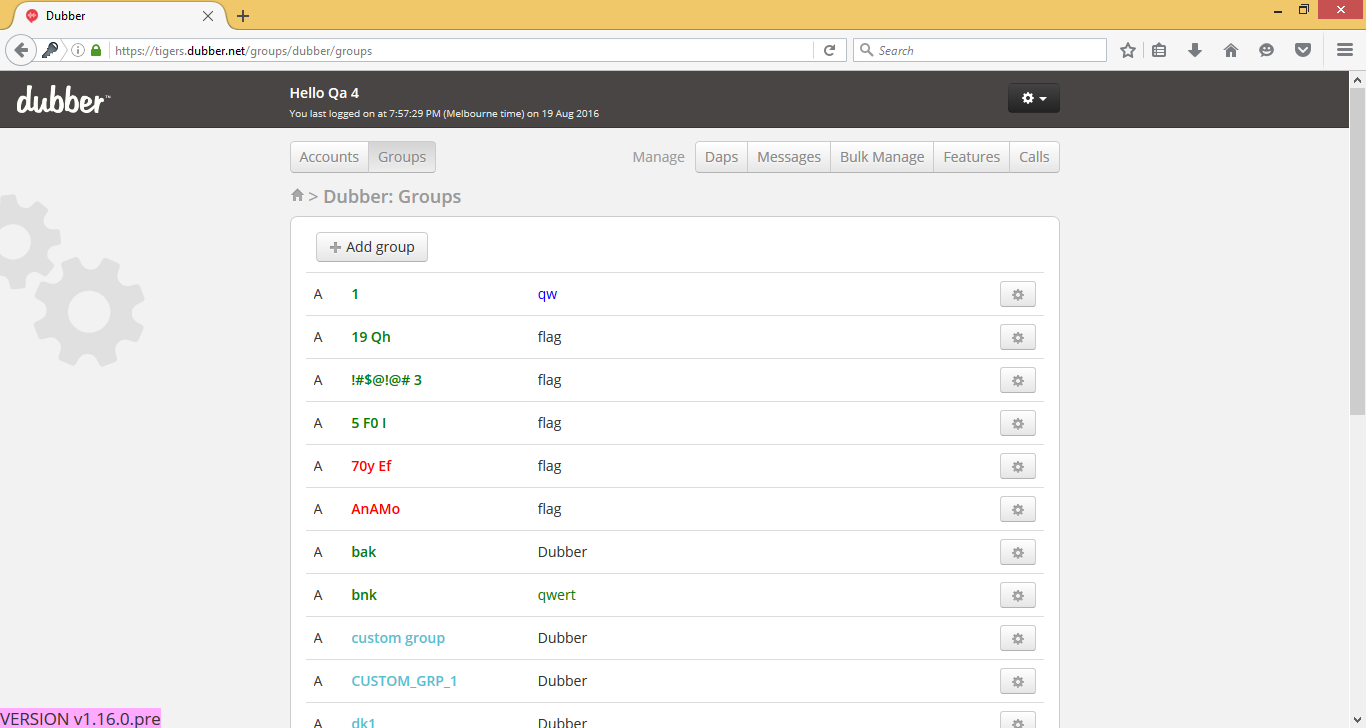 Dubber
https://tigers.dubber.net/groups/dubber/groups
Search
dubber™
Hello Qa 4
You last logged on at 7:57:29 PM (Melbourne time) on 19 Aug 2016
Accounts Groups Manage Daps Messages Bulk Manage Features Calls
> Dubber: Groups
+ Add group
A 1 qw
A 19 Qh flag
A !#$@!@# 3 flag
A 5 F0 I flag
A 70y Ef flag
A AnAMo flag
A bak Dubber
A bnk qwert
A custom group Dubber
A CUSTOM_GRP_1 Dubber
A dk1 Dubber
VERSION v1.16.0.pre